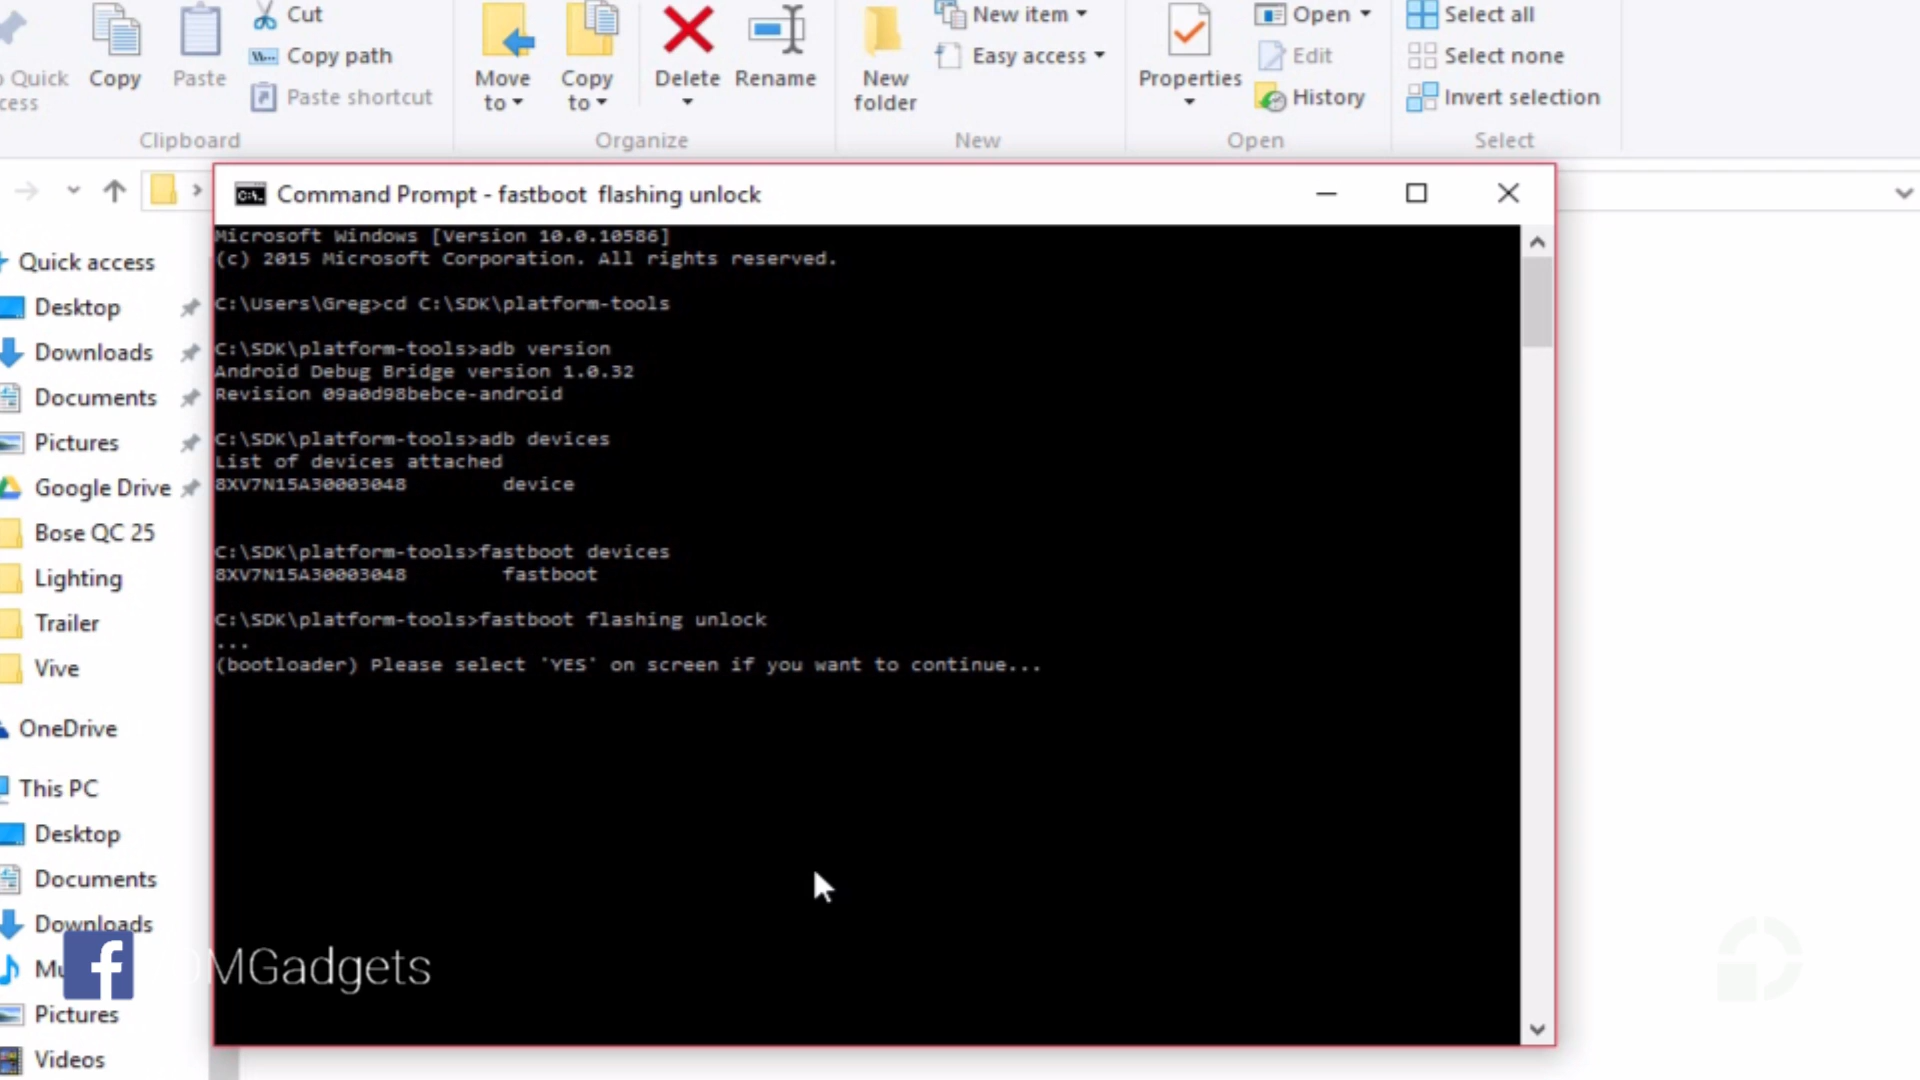 Cut
Copy path
Paste shortcut
Quick
Copy
Paste
Clipboard
Move to
Copy to
Delete
Rename
Organize
New folder
New item
Easy access
New
Properties
Open
Edit
History
Open
Select all
Select none
Invert selection
Select
Command Prompt - fastboot  flashing unlock
Microsoft Windows [Version 10.0.10586]
(c) 2015 Microsoft Corporation. All rights reserved.
C:\Users\Greg>cd C:\SDK\platform-tools
C:\SDK\platform-tools>adb version
Android Debug Bridge version 1.0.32
Revision 09a0d98bebce-android
C:\SDK\platform-tools>adb devices
List of devices attached
8XV7N15A30003048        device
C:\SDK\platform-tools>fastboot devices
8XV7N15A30003048        fastboot
C:\SDK\platform-tools>fastboot flashing unlock
...
(bootloader) Please select 'YES' on screen if you want to continue...
Quick access
Desktop
Downloads
Documents
Pictures
Google Drive
Bose QC 25
Lighting
Trailer
Vive
OneDrive
This PC
Desktop
Documents
Downloads
Pictures
Videos
MGadgets